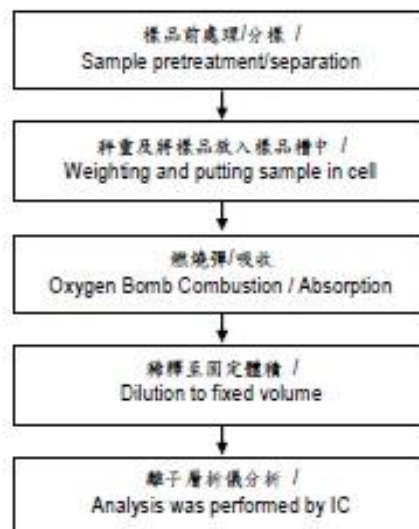 樣品前處理/分樣 /
Sample pretreatment/separation
秤重及將樣品放入樣品槽中 /
Weighting and putting sample in cell
燃燒彈/吸收
Oxygen Bomb Combustion / Absorption
稀釋至固定體積 /
Dilution to fixed volume
離子層析儀分析 /
Analysis was performed by IC